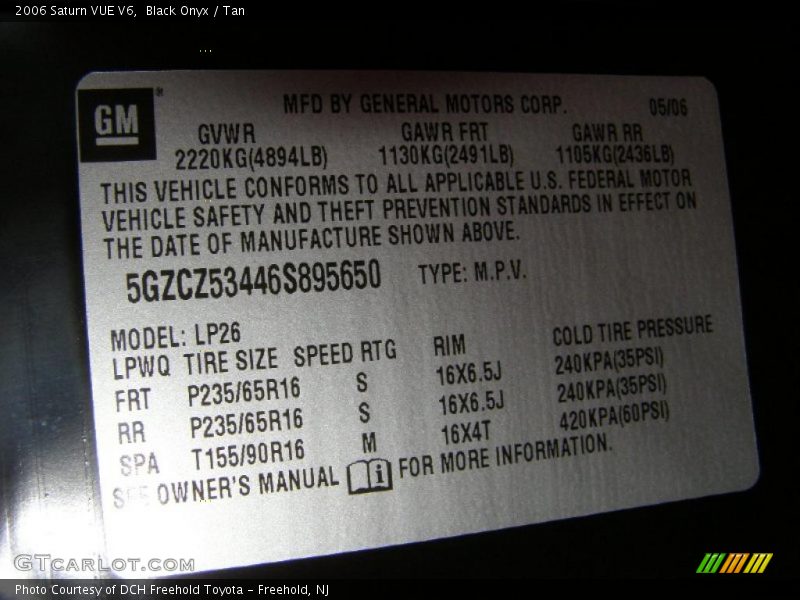 2006 Saturn VUE V6,  Black Onyx / Tan
...
GM
MFD BY GENERAL MOTORS CORP.    05/06
GVWR    GAWR FRT    GAWR RR
2220KG(4894LB)    1130KG(2491LB)    1105KG(2436LB)
THIS VEHICLE CONFORMS TO ALL APPLICABLE U.S. FEDERAL MOTOR
VEHICLE SAFETY AND THEFT PREVENTION STANDARDS IN EFFECT ON
THE DATE OF MANUFACTURE SHOWN ABOVE.
5GZCZ53446S895650    TYPE: M.P.V.
MODEL: LP26
LPWQ TIRE SIZE SPEED RTG    RIM    COLD TIRE PRESSURE
FRT    P235/65R16    S    16X6.5J    240KPA(35PSI)
RR    P235/65R16    S    16X6.5J    240KPA(35PSI)
SPA    T155/90R16    M    16X4T    420KPA(60PSI)
SEE OWNER'S MANUAL FOR MORE INFORMATION.
GTcarlot.com
Photo Courtesy of DCH Freehold Toyota - Freehold, NJ